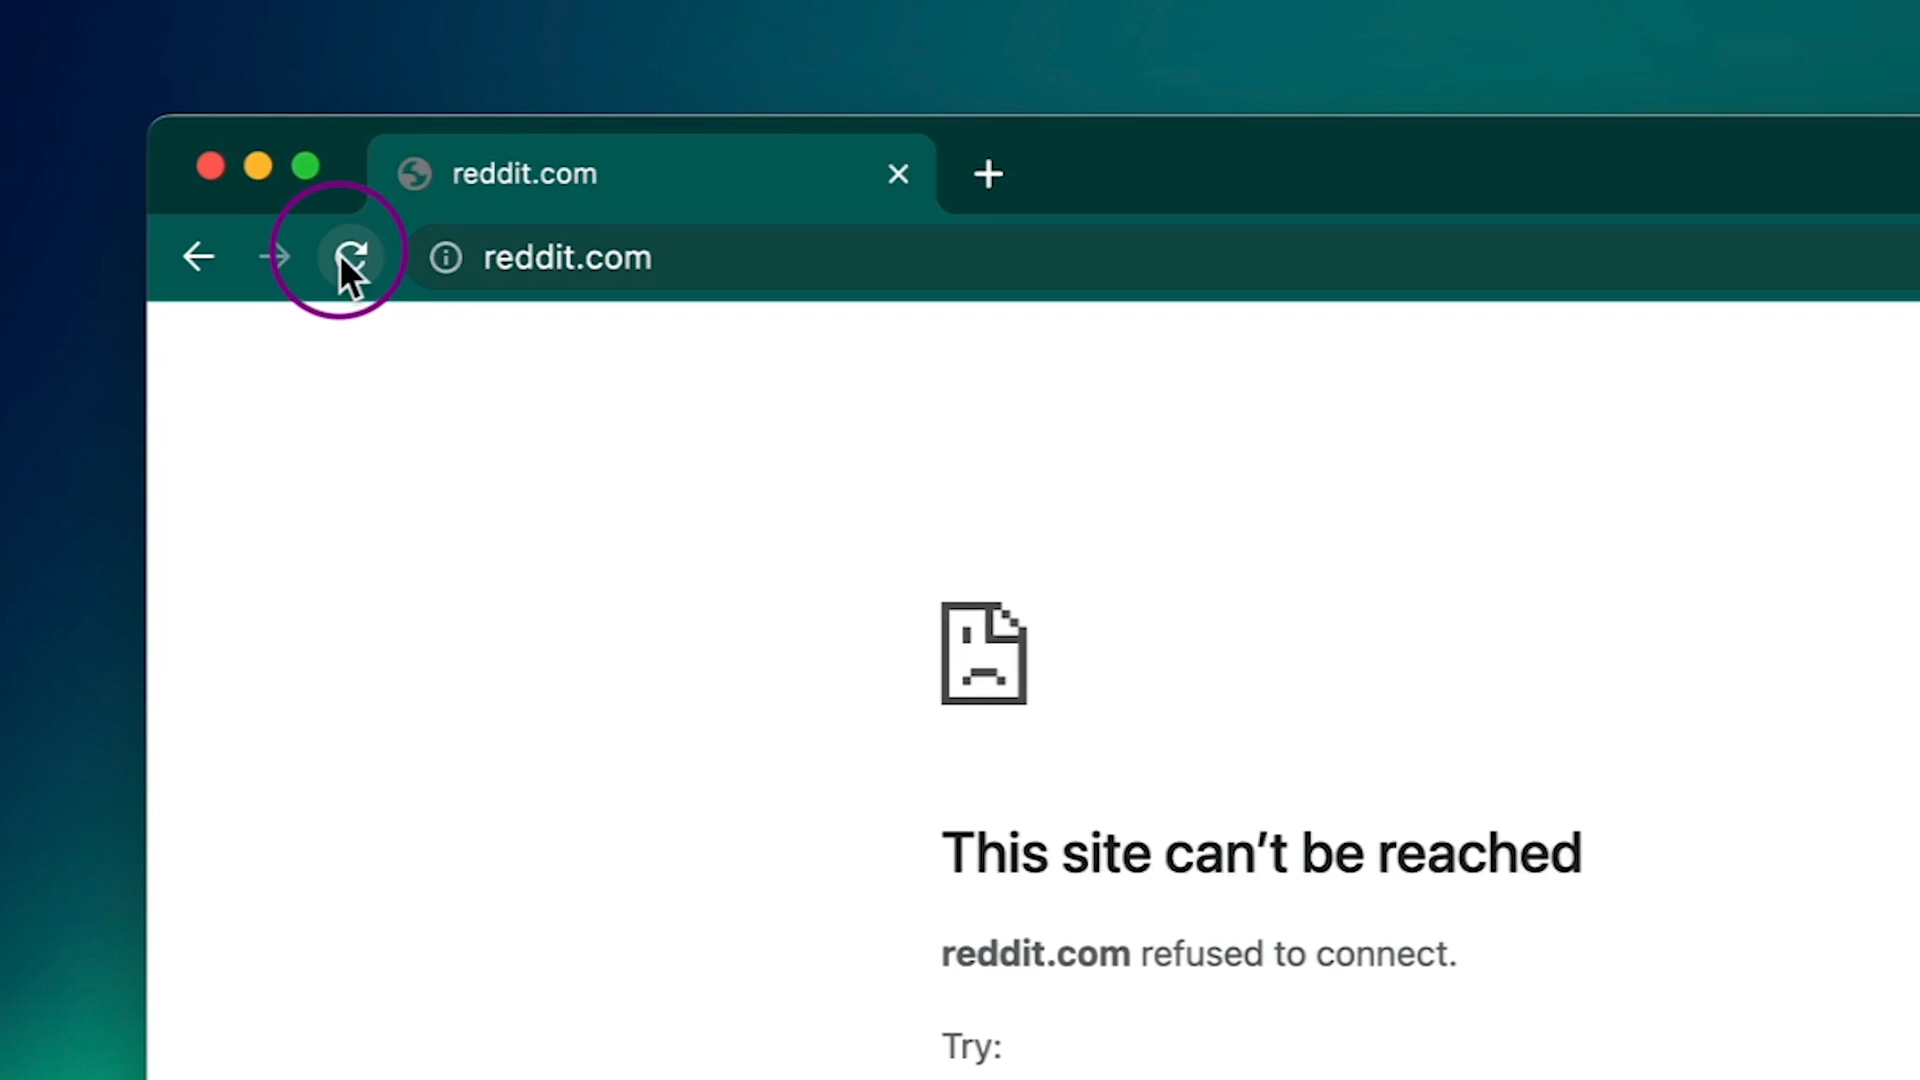 reddit.com
reddit.com
This site can’t be reached
reddit.com refused to connect.
Try: